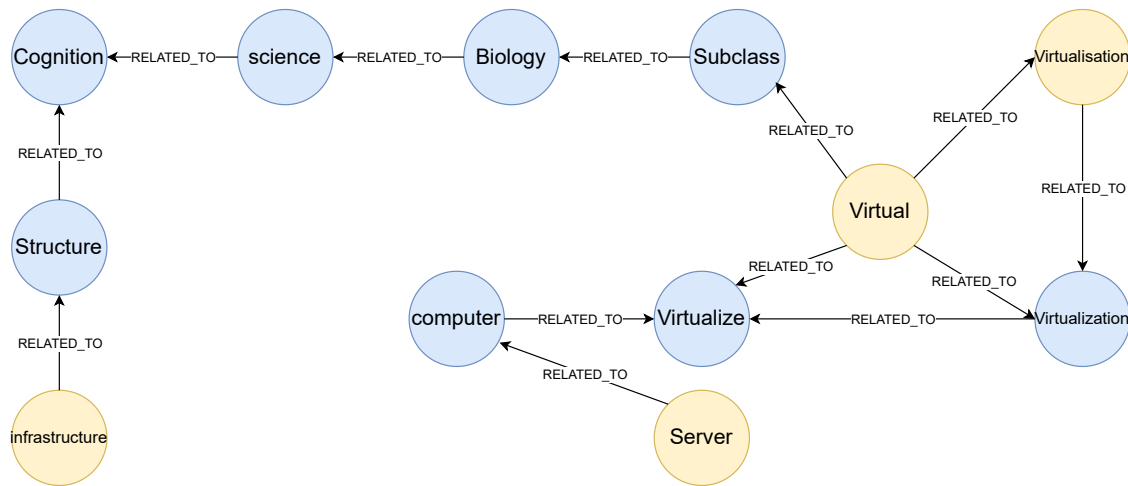 Cognition
RELATED_TO
science
RELATED_TO
Biology
RELATED_TO
Subclass
Virtualisation
RELATED_TO
RELATED_TO
RELATED_TO
RELATED_TO
Virtual
Structure
RELATED_TO
RELATED_TO
computer
RELATED_TO
Virtualize
RELATED_TO
Virtualization
RELATED_TO
RELATED_TO
infrastructure
Server